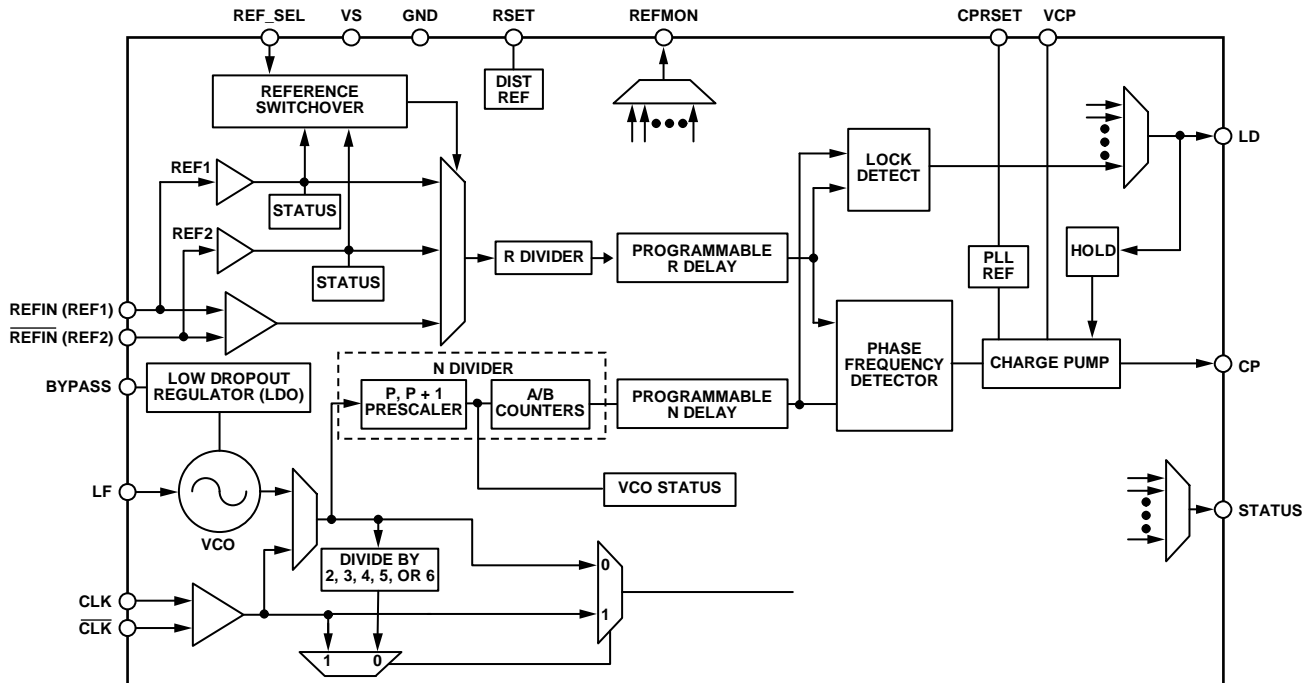 REF_SEL VS GND RSET REFMON CPRSET VCP
DIST
REF
REFERENCE
SWITCHOVER
REF1
STATUS
REF2
STATUS
LOCK
DETECT
LD
HOLD
R DIVIDER
PROGRAMMABLE
R DELAY
PLL
REF
REFIN (REF1)
REFIN (REF2)
BYPASS
LOW DROPOUT
REGULATOR (LDO)
N DIVIDER
P, P + 1
PRESCALER
A/B
COUNTERS
PROGRAMMABLE
N DELAY
PHASE
FREQUENCY
DETECTOR
CHARGE PUMP
CP
LF
VCO
VCO STATUS
STATUS
DIVIDE BY
2, 3, 4, 5, OR 6
0
1
CLK
CLK
1 0